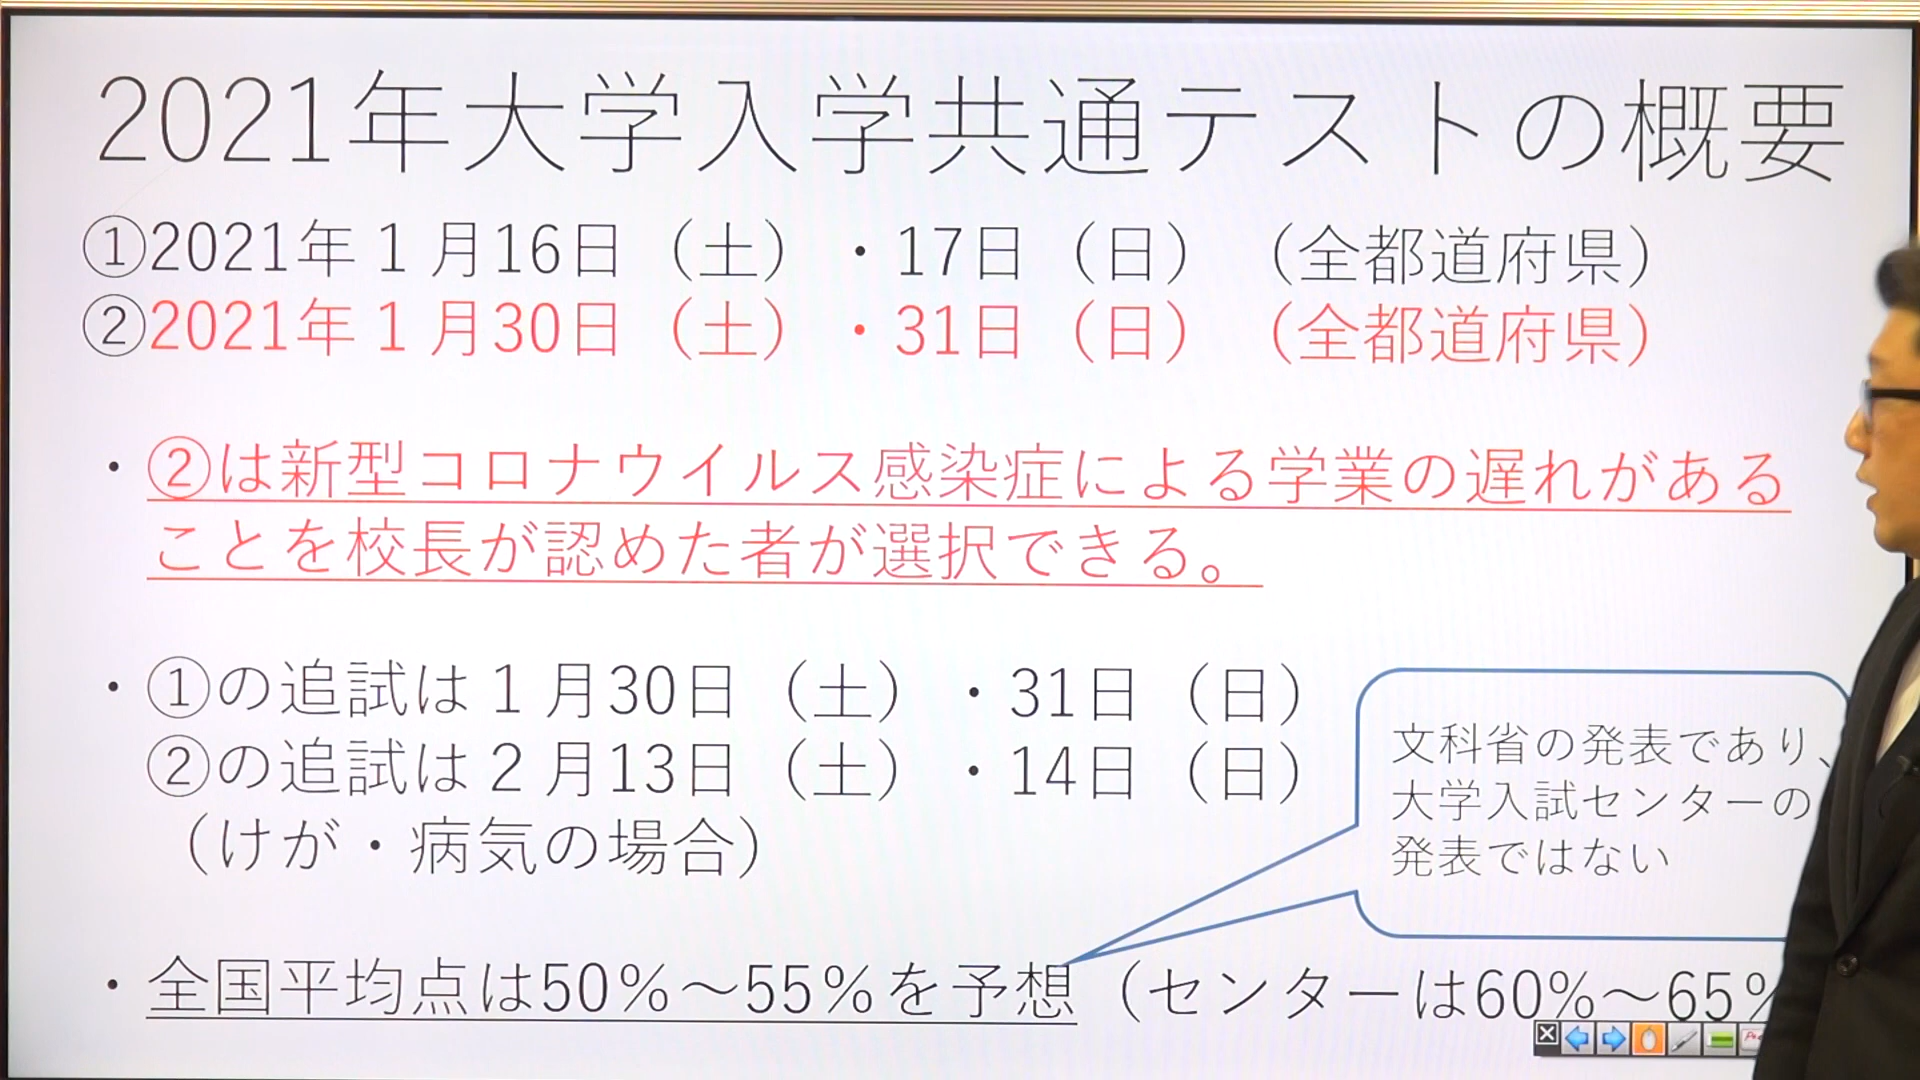 2021年大学入学共通テストの概要
①2021年１月16日（土）・17日（日）（全都道府県）
②2021年１月30日（土）・31日（日）（全都道府県）
・②は新型コロナウイルス感染症による学業の遅れがある
ことを校長が認めた者が選択できる。
・①の追試は１月30日（土）・31日（日）
②の追試は２月13日（土）・14日（日）
（けが・病気の場合）
文科省の発表であり、
大学入試センターの
発表ではない
・全国平均点は50％～55％を予想（センターは60%～65%